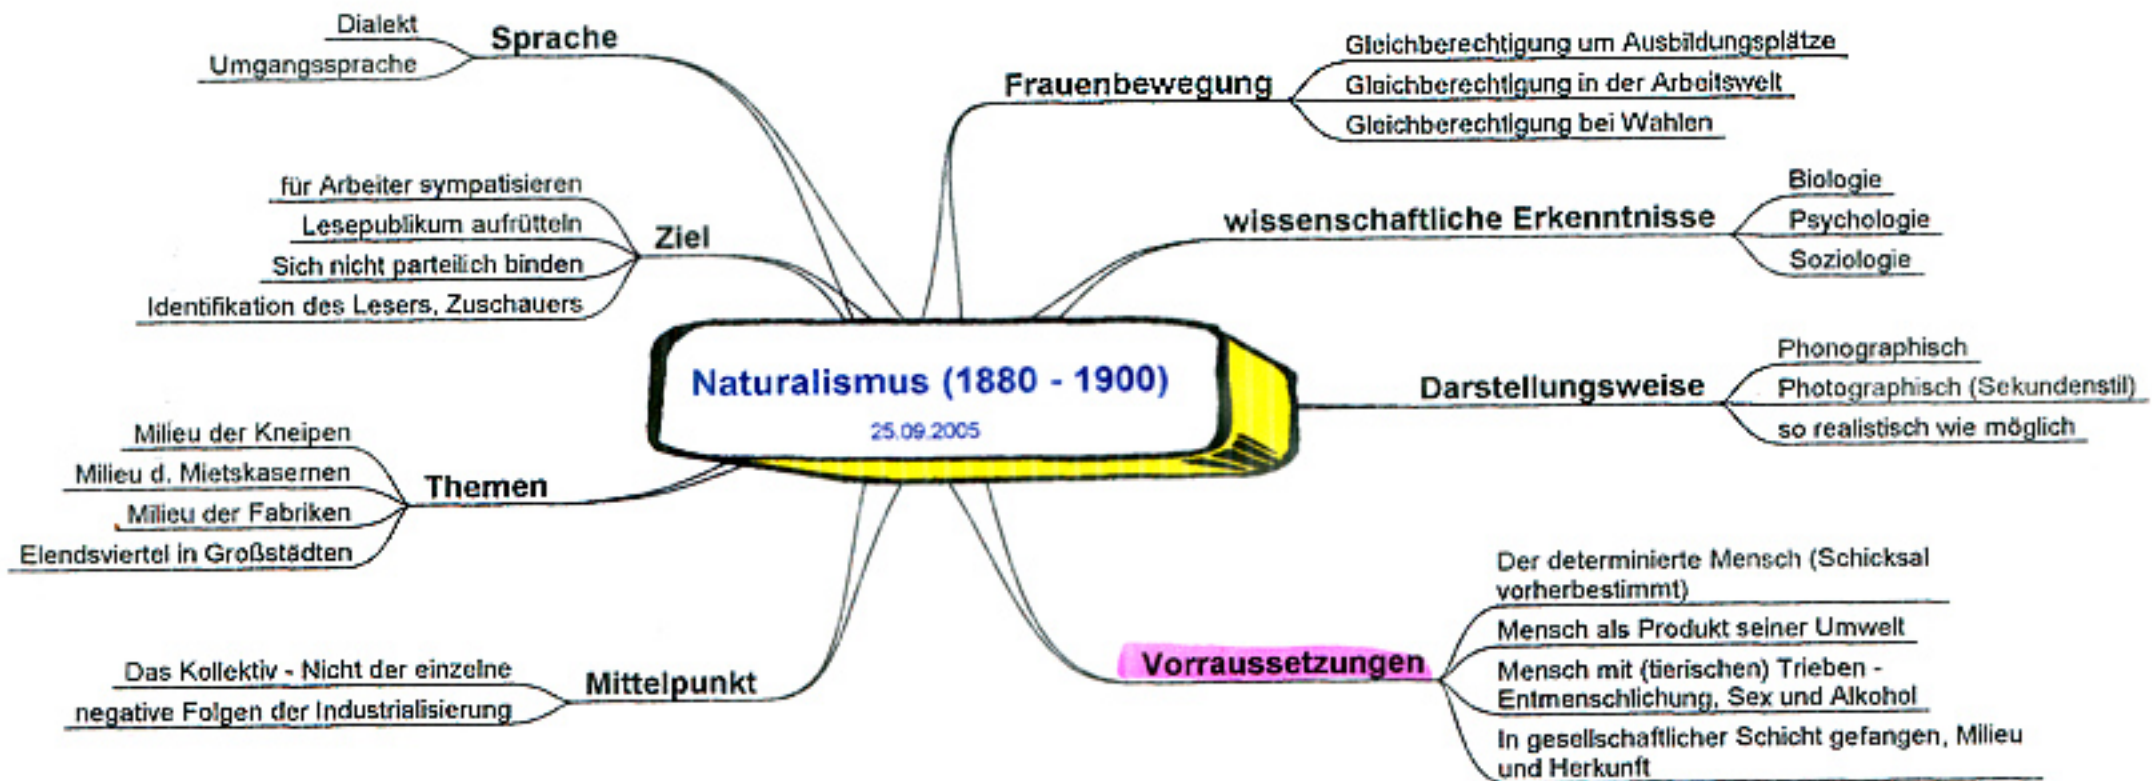 Naturalismus (1880 - 1900)
25.09.2005
Sprache
Dialekt
Umgangssprache
Ziel
für Arbeiter sympatisieren
Lesepublikum aufrütteln
Sich nicht parteilich binden
Identifikation des Lesers, Zuschauers
Themen
Milieu der Kneipen
Milieu d. Mietskasernen
Milieu der Fabriken
Elendsviertel in Großstädten
Mittelpunkt
Das Kollektiv - Nicht der einzelne
negative Folgen der Industrialisierung
Frauenbewegung
Gleichberechtigung um Ausbildungsplätze
Gleichberechtigung in der Arbeitswelt
Gleichberechtigung bei Wahlen
wissenschaftliche Erkenntnisse
Biologie
Psychologie
Soziologie
Darstellungsweise
Phonographisch
Photographisch (Sekundenstil)
so realistisch wie möglich
Vorraussetzungen
Der determinierte Mensch (Schicksal
vorherbestimmt)
Mensch als Produkt seiner Umwelt
Mensch mit (tierischen) Trieben -
Entmenschlichung, Sex und Alkohol
In gesellschaftlicher Schicht gefangen, Milieu
und Herkunft